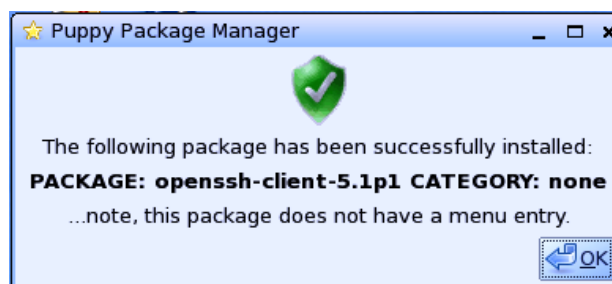 Puppy Package Manager
The following package has been successfully installed:
PACKAGE: openssh-client-5.1p1 CATEGORY: none
...note, this package does not have a menu entry.
OK